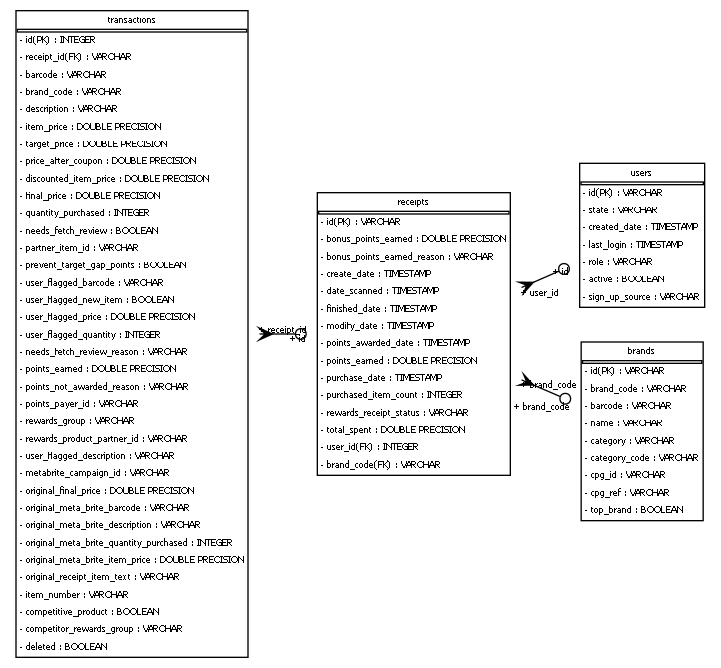 transactions
- id(PK) : INTEGER
- receipt_id(FK) : VARCHAR
- barcode : VARCHAR
- brand_code : VARCHAR
- description : VARCHAR
- item_price : DOUBLE PRECISION
- target_price : DOUBLE PRECISION
- price_after_coupon : DOUBLE PRECISION
- discounted_item_price : DOUBLE PRECISION
- final_price : DOUBLE PRECISION
- quantity_purchased : INTEGER
- needs_fetch_review : BOOLEAN
- partner_item_id : VARCHAR
- prevent_target_gap_points : BOOLEAN
- user_flagged_barcode : VARCHAR
- user_flagged_new_item : BOOLEAN
- user_flagged_price : DOUBLE PRECISION
- user_flagged_quantity : INTEGER
- needs_fetch_review_reason : VARCHAR
- points_earned : DOUBLE PRECISION
- points_not_awarded_reason : VARCHAR
- points_payer_id : VARCHAR
- rewards_group : VARCHAR
- rewards_product_partner_id : VARCHAR
- user_flagged_description : VARCHAR
- metabrite_campaign_id : VARCHAR
- original_final_price : DOUBLE PRECISION
- original_meta_brite_barcode : VARCHAR
- original_meta_brite_description : VARCHAR
- original_meta_brite_quantity_purchased : INTEGER
- original_meta_brite_item_price : DOUBLE PRECISION
- original_receipt_item_text : VARCHAR
- item_number : VARCHAR
- competitive_product : BOOLEAN
- competitor_rewards_group : VARCHAR
- deleted : BOOLEAN
+ receipt_id
+ id
receipts
- id(PK) : VARCHAR
- bonus_points_earned : DOUBLE PRECISION
- bonus_points_earned_reason : VARCHAR
- create_date : TIMESTAMP
- date_scanned : TIMESTAMP
- finished_date : TIMESTAMP
- modify_date : TIMESTAMP
- points_awarded_date : TIMESTAMP
- points_earned : DOUBLE PRECISION
- purchase_date : TIMESTAMP
- purchased_item_count : INTEGER
- rewards_receipt_status : VARCHAR
- total_spent : DOUBLE PRECISION
- user_id(FK) : INTEGER
- brand_code(FK) : VARCHAR
+ id
+ user_id
+ brand_code
+ brand_code
users
- id(PK) : VARCHAR
- state : VARCHAR
- created_date : TIMESTAMP
- last_login : TIMESTAMP
- role : VARCHAR
- active : BOOLEAN
- sign_up_source : VARCHAR
brands
- id(PK) : VARCHAR
- brand_code : VARCHAR
- barcode : VARCHAR
- name : VARCHAR
- category : VARCHAR
- category_code : VARCHAR
- cpg_id : VARCHAR
- cpg_ref : VARCHAR
- top_brand : BOOLEAN